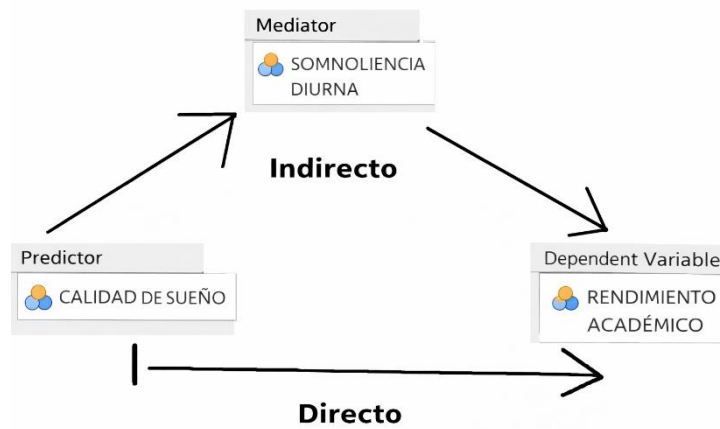 Mediator
SOMNOLIENCIA
DIURNA
Indirecto
Predictor
CALIDAD DE SUEÑO
Dependent Variable
RENDIMIENTO
ACADÉMICO
Directo